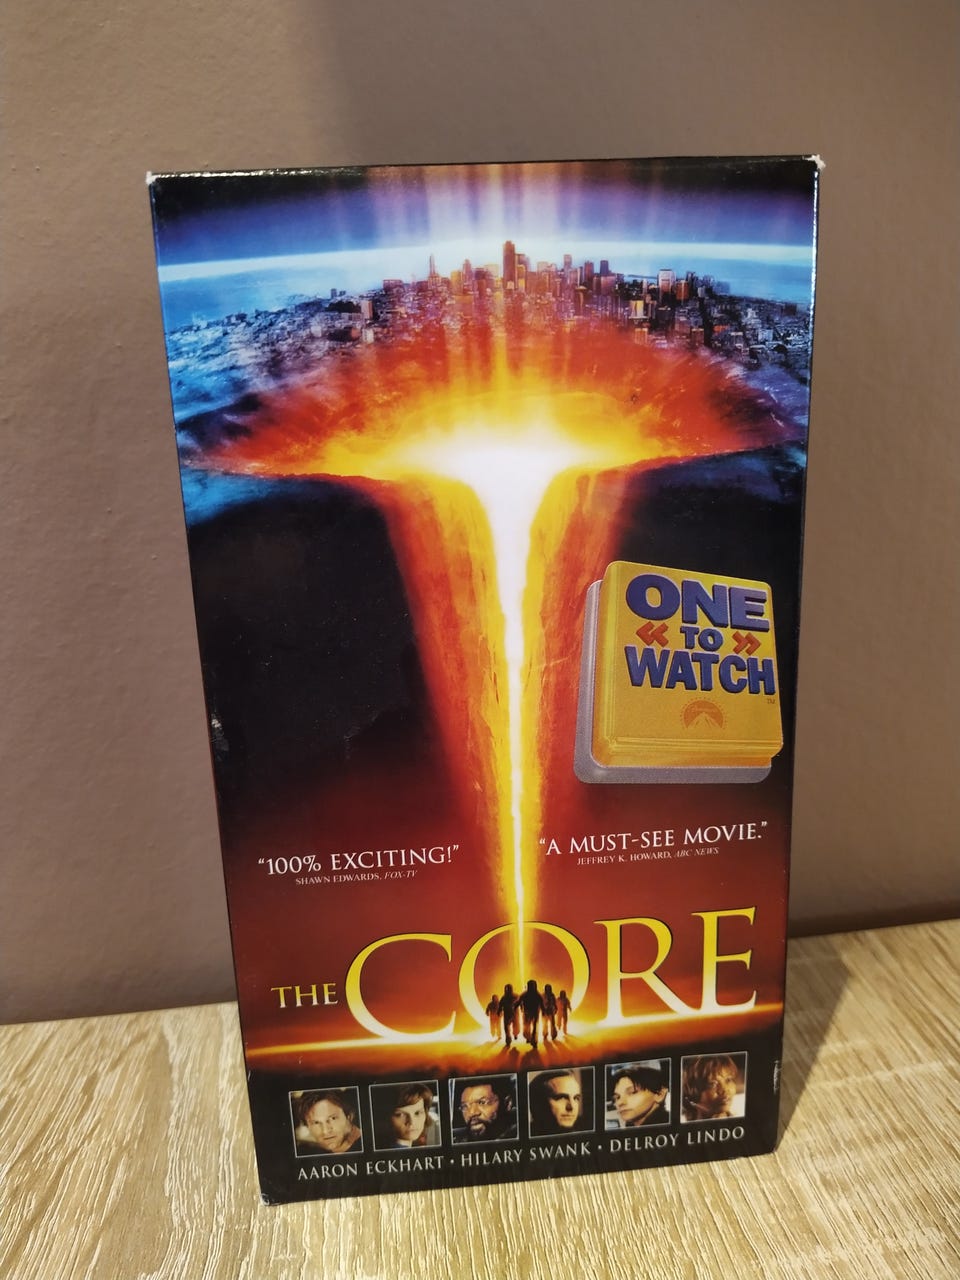 ONE
« TO »
WATCH
TM
"100% EXCITING!"
SHAWN EDWARDS, FOX-TV
"A MUST-SEE MOVIE."
JEFFREY K. HOWARD, ABC NEWS
THE CORE
AARON ECKHART · HILARY SWANK · DELROY LINDO